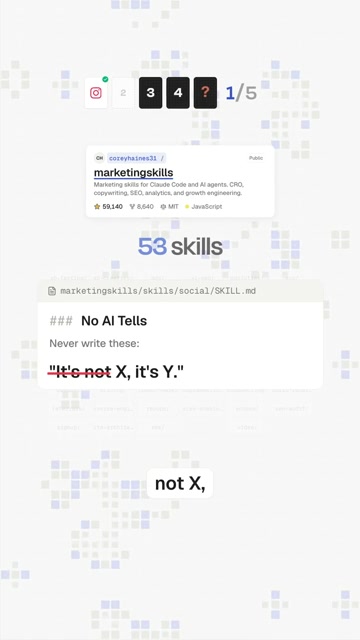 2 3 4 ? 1/5
CH coreyhaines31 / Public
marketingskills
Marketing skills for Claude Code and AI agents. CRO,
copywriting, SEO, analytics, and growth engineering.
59,140 8,640 MIT JavaScript
53 skills
marketingskills/skills/social/SKILL.md
### No AI Tells
Never write these:
"It's not X, it's Y."
not X,